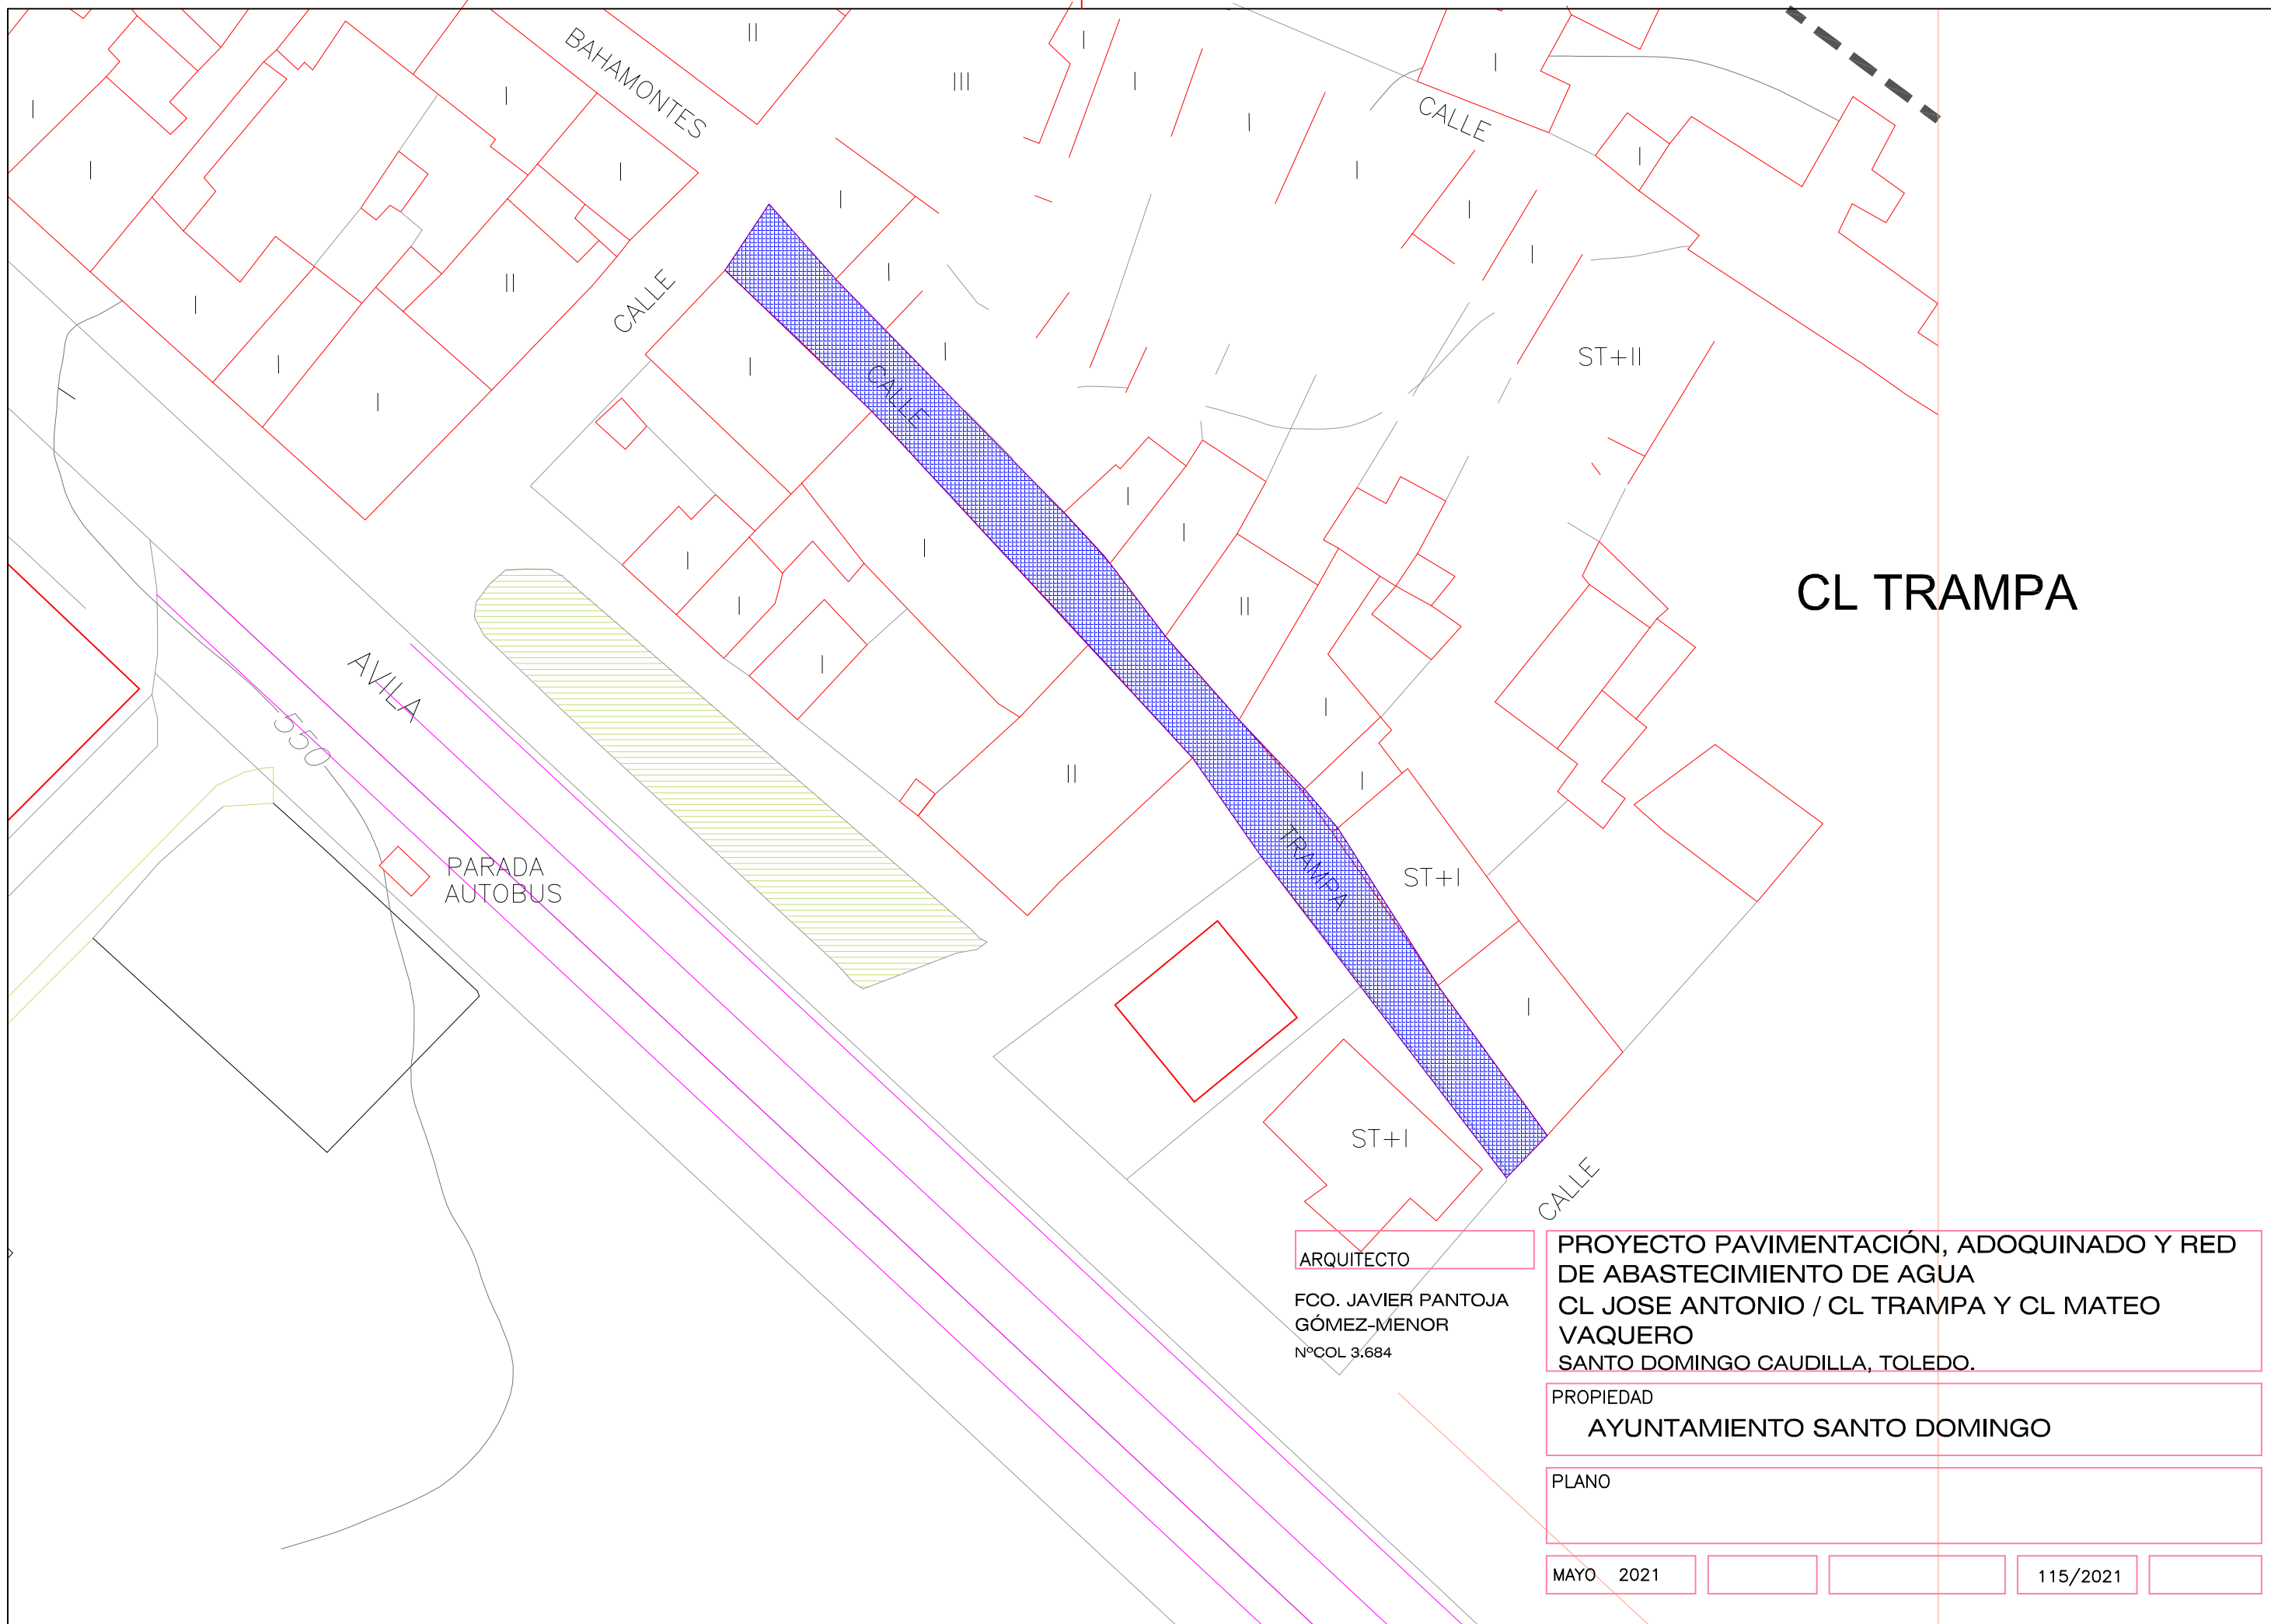 BAHAMONTES
II
III
I
I
I
I
I
CALLE
I
I
I
I
I
I
I
I
I
II
I
CALLE
I
I
ST+II
I
I
I
CALLE
I
I
I
I
I
II
CL TRAMPA
I
I
I
AVILA
550
II
I
TRAMPA
PARADA
AUTOBUS
ST+I
I
ST+I
CALLE
ARQUITECTO
FCO. JAVIER PANTOJA
GÓMEZ-MENOR
NºCOL 3.684
PROYECTO PAVIMENTACIÓN, ADOQUINADO Y RED
DE ABASTECIMIENTO DE AGUA
CL JOSE ANTONIO / CL TRAMPA Y CL MATEO
VAQUERO
SANTO DOMINGO CAUDILLA, TOLEDO.
PROPIEDAD
AYUNTAMIENTO SANTO DOMINGO
PLANO
MAYO 2021
115/2021